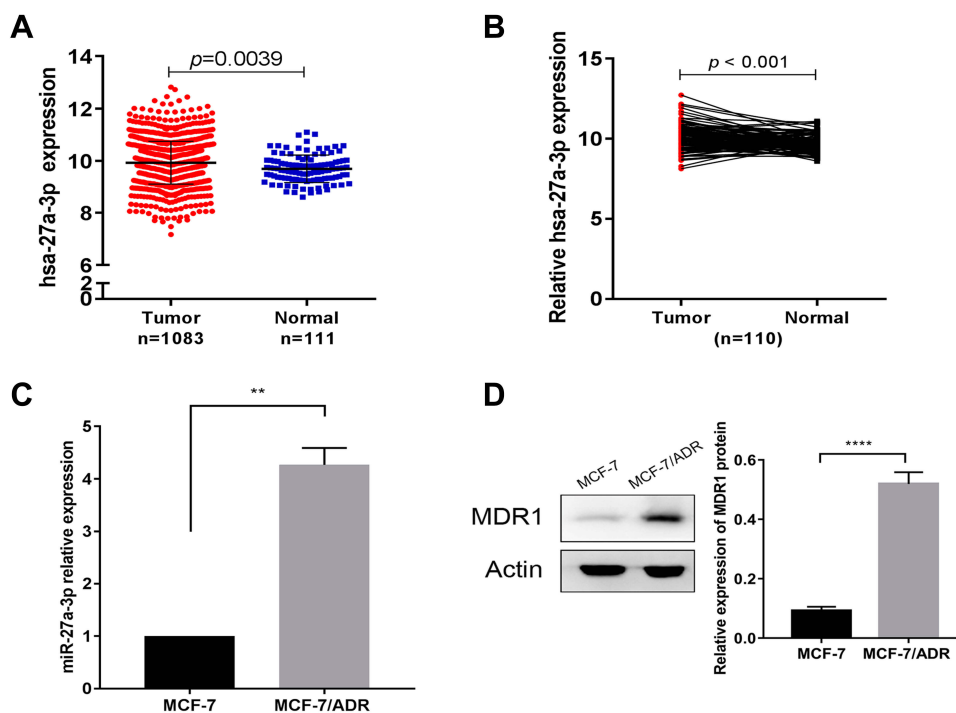 A
hsa-27a-3p expression
14
12
10
8
6
2
0
p=0.0039
Tumor
n=1083
Normal
n=111
B
Relative hsa-27a-3p expression
15
10
5
0
p < 0.001
Tumor
Normal
(n=110)
C
miR-27a-3p relative expression
5
4
3
2
1
0
**
MCF-7
MCF-7/ADR
D
MCF-7
MCF-7/ADR
MDR1
Actin
Relative expression of MDR1 protein
0.6
0.4
0.2
0.0
****
MCF-7
MCF-7/ADR